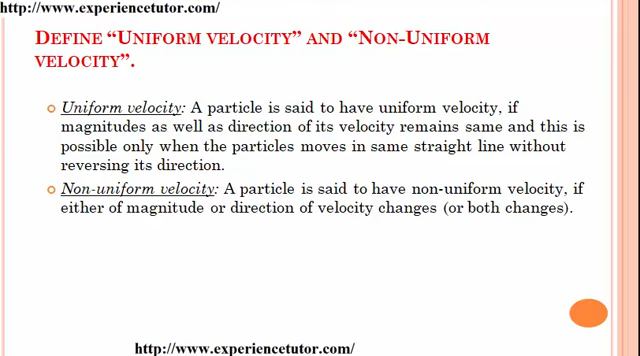 http://www.experiencetutor.com/
DEFINE “UNIFORM VELOCITY” AND “NON-UNIFORM
VELOCITY”.
Uniform velocity: A particle is said to have uniform velocity, if
magnitudes as well as direction of its velocity remains same and this is
possible only when the particles moves in same straight line without
reversing its direction.
Non-uniform velocity: A particle is said to have non-uniform velocity, if
either of magnitude or direction of velocity changes (or both changes).
http://www.experiencetutor.com/